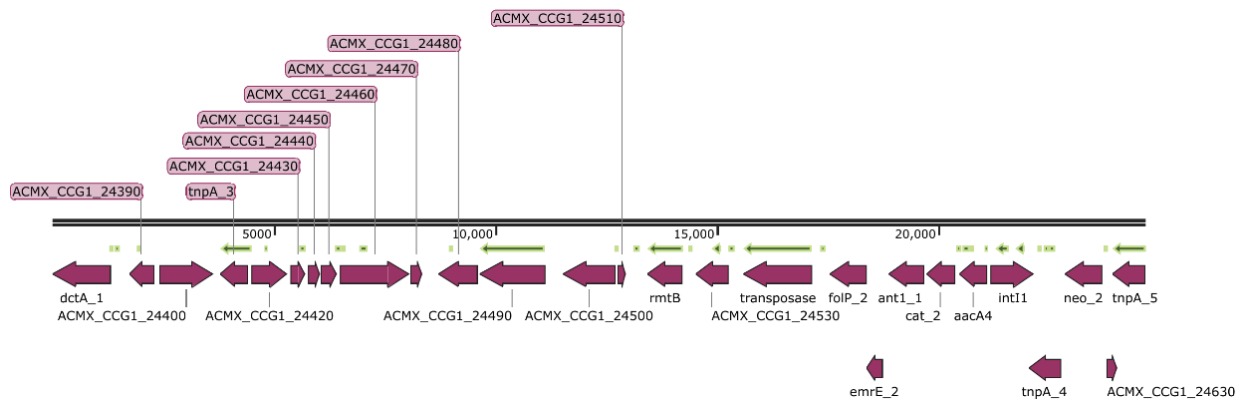 ACMX_CCG1_24510
ACMX_CCG1_24480
ACMX_CCG1_24470
ACMX_CCG1_24460
ACMX_CCG1_24450
ACMX_CCG1_24440
ACMX_CCG1_24430
ACMX_CCG1_24390 tnpA_3
5000 10,000 15,000 20,000
dctA_1 rmtB transposase folP_2 ant1_1 intI1 neo_2 tnpA_5
ACMX_CCG1_24400 ACMX_CCG1_24420 ACMX_CCG1_24490 ACMX_CCG1_24500 ACMX_CCG1_24530 cat_2 aacA4
emrE_2 tnpA_4 ACMX_CCG1_24630